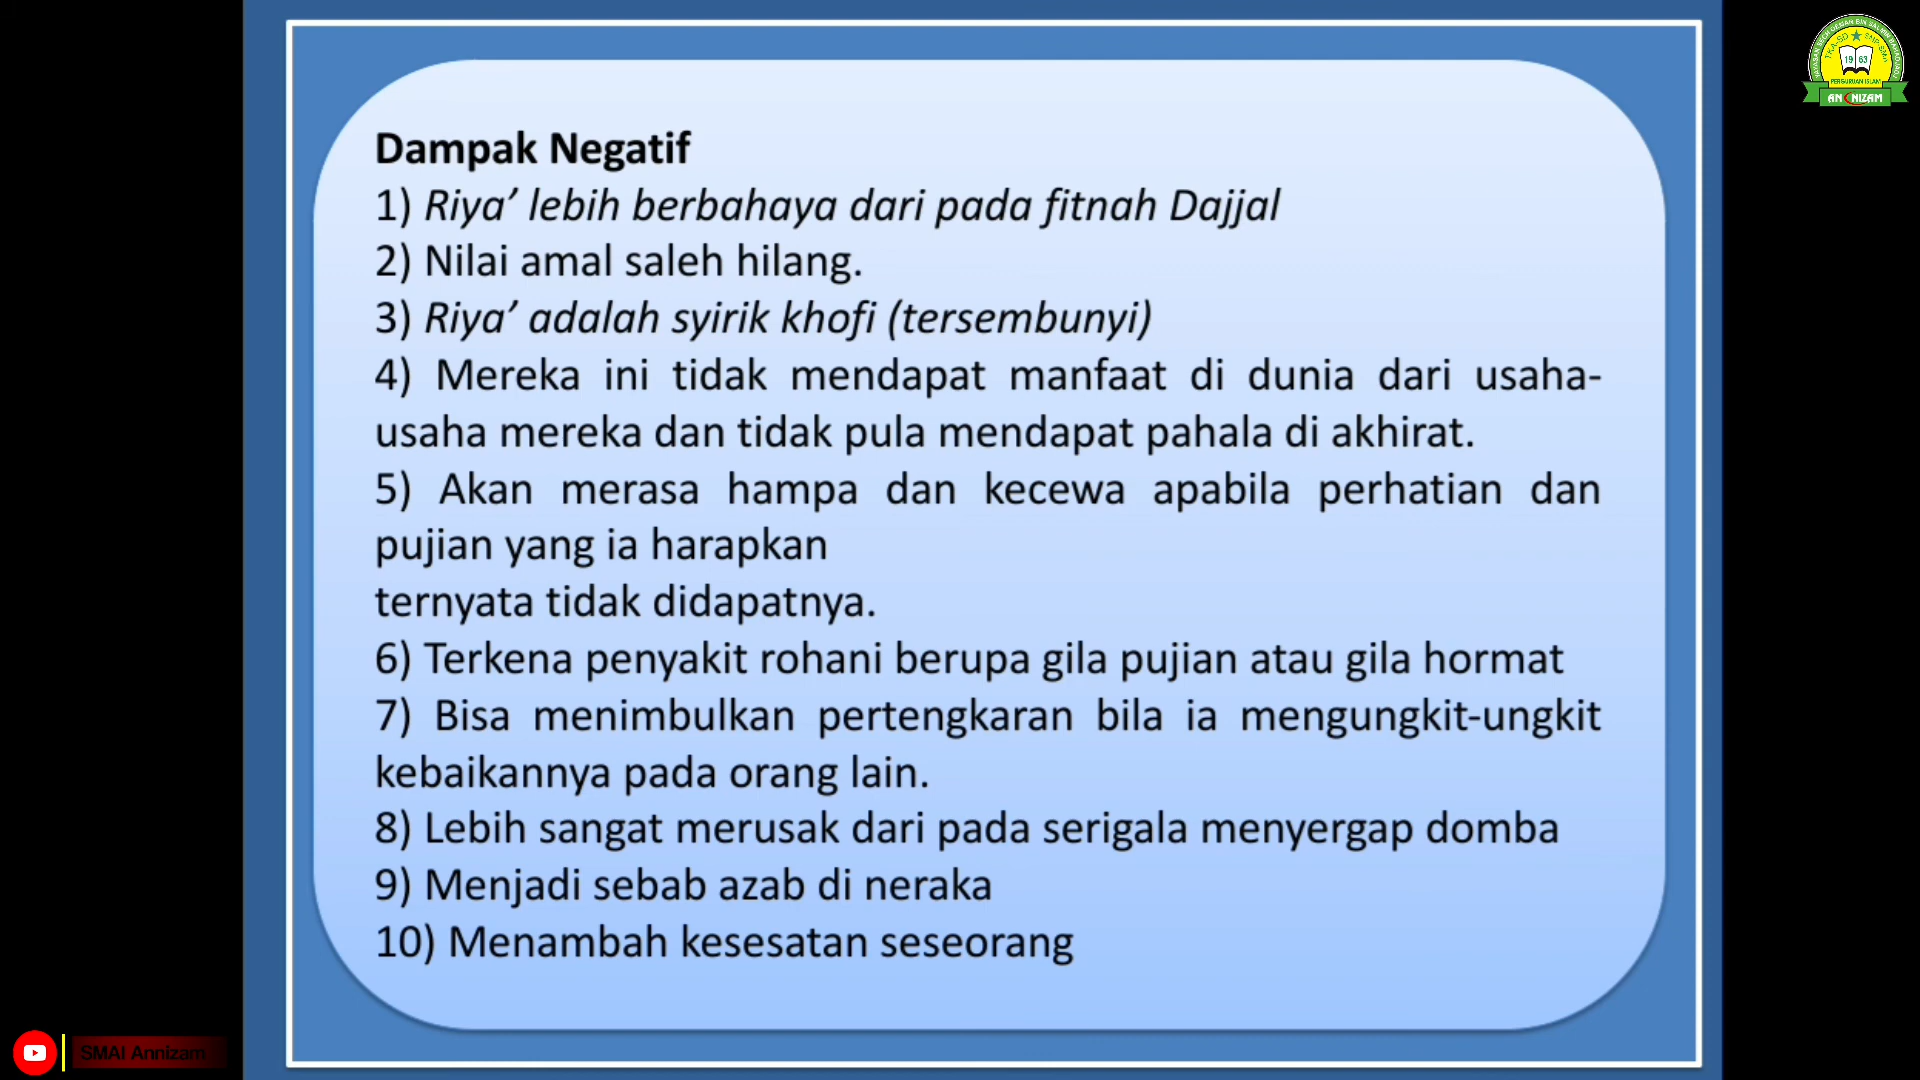 Dampak Negatif
1) Riya’ lebih berbahaya dari pada fitnah Dajjal
2) Nilai amal saleh hilang.
3) Riya’ adalah syirik khofi (tersembunyi)
4) Mereka ini tidak mendapat manfaat di dunia dari usaha-
usaha mereka dan tidak pula mendapat pahala di akhirat.
5) Akan merasa hampa dan kecewa apabila perhatian dan
pujian yang ia harapkan
ternyata tidak didapatnya.
6) Terkena penyakit rohani berupa gila pujian atau gila hormat
7) Bisa menimbulkan pertengkaran bila ia mengungkit-ungkit
kebaikannya pada orang lain.
8) Lebih sangat merusak dari pada serigala menyergap domba
9) Menjadi sebab azab di neraka
10) Menambah kesesatan seseorang
19 63
PERGURUAN ISLAM
AN NIZAM
SMAI Annizam